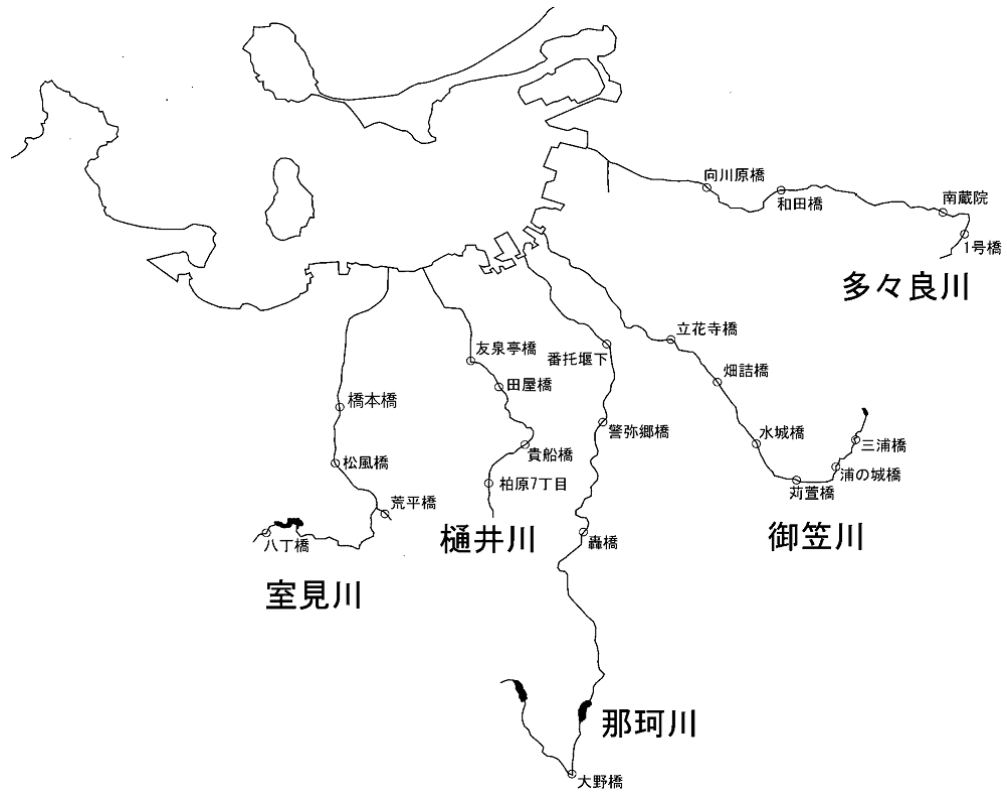 向川原橋
和田橋
南蔵院
1号橋
多々良川
立花寺橋
畑詰橋
水城橋
苅萱橋
浦の城橋
三浦橋
御笠川
番托堰下
警弥郷橋
轟橋
大野橋
那珂川
友泉亭橋
田屋橋
貴船橋
柏原7丁目
樋井川
橋本橋
松風橋
荒平橋
八丁橋
室見川